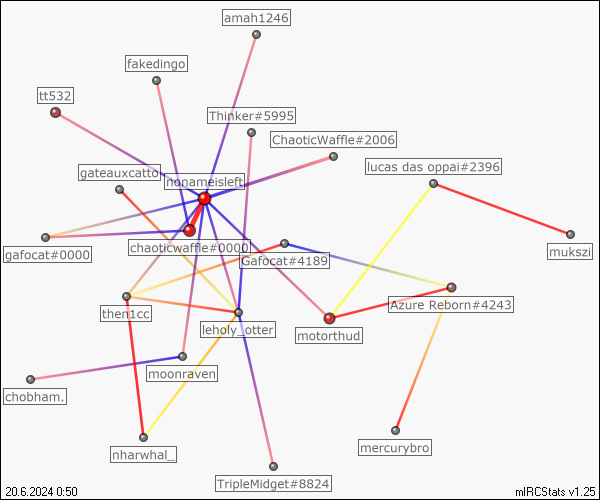 amah1246
fakedingo
tt532
Thinker#5995
ChaoticWaffle#2006
lucas das oppai#2396
gateauxcatto
nonameisleft
gafocat#0000
chaoticwaffle#0000
Gafocat#4189
mukszi
Azure Reborn#4243
then1cc
leholy_otter
motorthud
moonraven
chobham.
nharwhal_
mercurybro
TripleMidget#8824
20.6.2024 0:50
mIRCStats v1.25